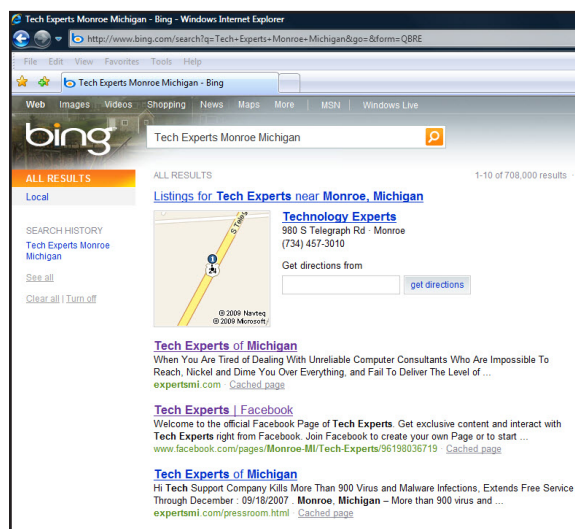 Tech Experts Monroe Michigan - Bing - Windows Internet Explorer
http://www.bing.com/search?q=Tech+Experts+Monroe+Michigan&go=&form=QBRE
File Edit View Favorites Tools Help
Tech Experts Monroe Michigan - Bing
Web Images Videos Shopping News Maps More | MSN | Windows Live
bing
Tech Experts Monroe Michigan
ALL RESULTS
Local
SEARCH HISTORY
Tech Experts Monroe
Michigan
See all
Clear all | Turn off
ALL RESULTS
1-10 of 708,000 results ·
Listings for Tech Experts near Monroe, Michigan
S Teleg
1
24
© 2009 Navteq
© 2009 Microsoft
Technology Experts
980 S Telegraph Rd · Monroe
(734) 457-3010
Get directions from
get directions
Tech Experts of Michigan
When You Are Tired of Dealing With Unreliable Computer Consultants Who Are Impossible To
Reach, Nickel and Dime You Over Everything, and Fail To Deliver The Level of ...
expertsmi.com · Cached page
Tech Experts | Facebook
Welcome to the official Facebook Page of Tech Experts. Get exclusive content and interact with
Tech Experts right from Facebook. Join Facebook to create your own Page or to start ...
www.facebook.com/pages/Monroe-MI/Tech-Experts/96198036719 · Cached page
Tech Experts of Michigan
Hi Tech Support Company Kills More Than 900 Virus and Malware Infections, Extends Free Service
Through December : 09/18/2007 . Monroe, Michigan – More than 900 virus and ...
expertsmi.com/pressroom.html · Cached page